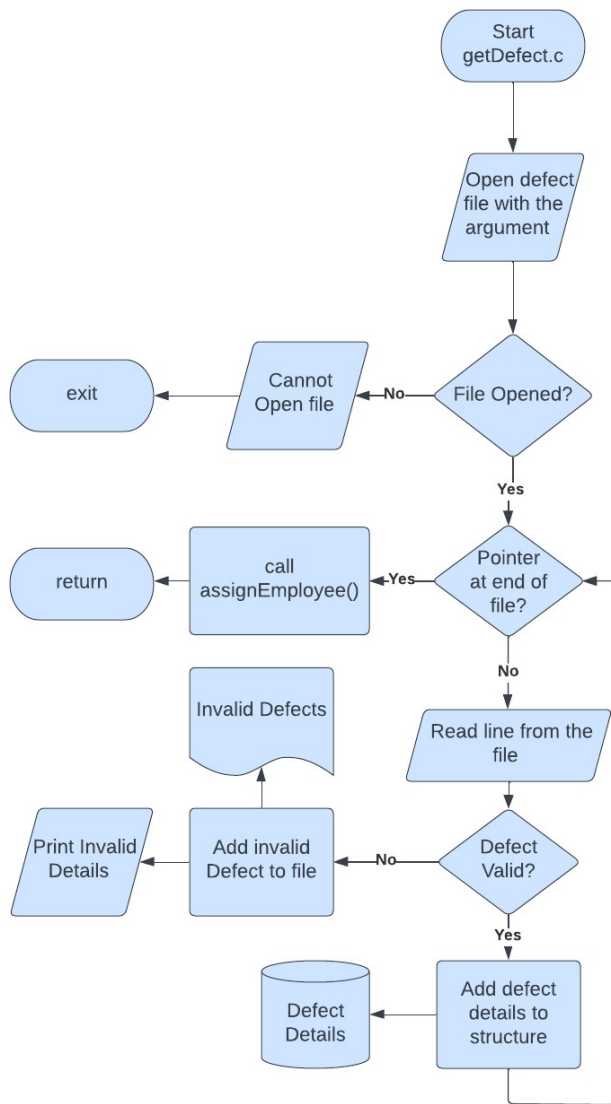 Start
getDefect.c
Open defect
file with the
argument
File Opened?
No
Cannot
Open file
exit
Yes
Pointer
at end of
file?
Yes
call
assignEmployee()
return
No
Read line from the
file
Invalid Defects
Defect
Valid?
No
Add invalid
Defect to file
Print Invalid
Details
Yes
Add defect
details to
structure
Defect
Details